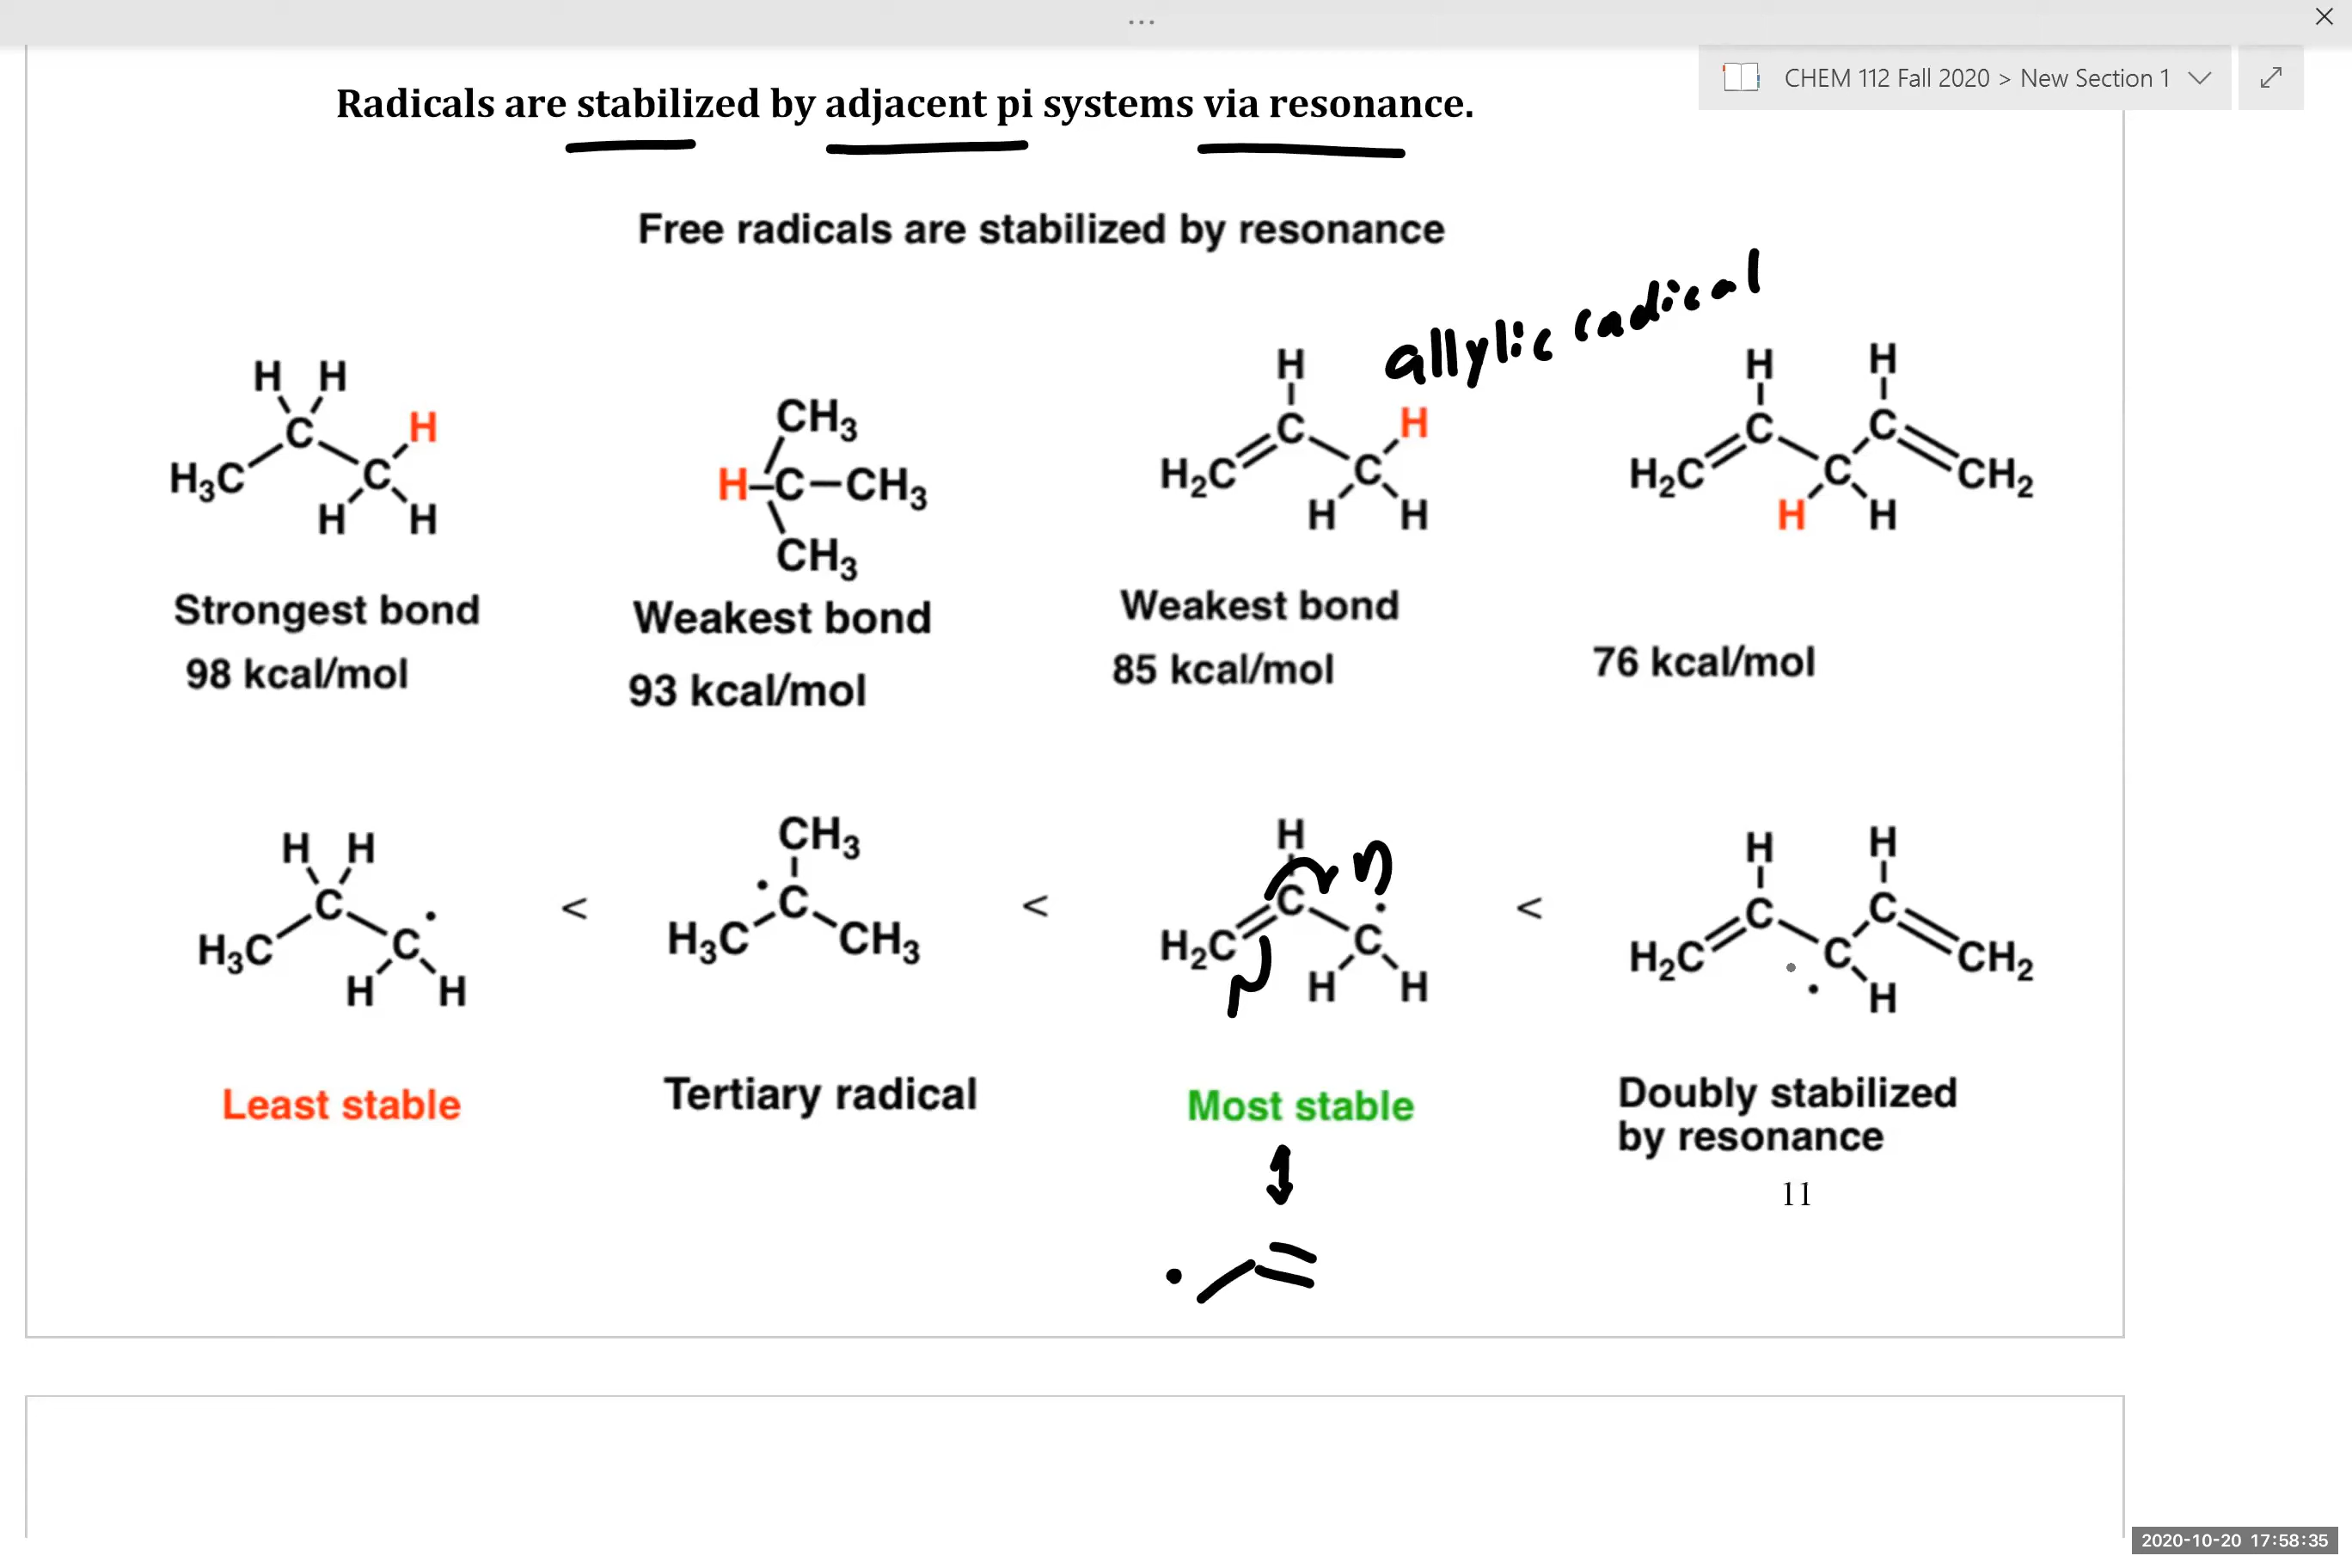 ...
CHEM 112 Fall 2020 > New Section 1
Radicals are stabilized by adjacent pi systems via resonance.
Free radicals are stabilized by resonance
allylic radical
H H
H
H₃C C C
H H
CH₃
H–C–CH₃
CH₃
H
C H
H₂C C
H H
H H
C C
H₂C C CH₂
H H
Strongest bond
98 kcal/mol
Weakest bond
93 kcal/mol
Weakest bond
85 kcal/mol
76 kcal/mol
H H
C ·
H₃C C
H H
<
CH₃
· C
H₃C CH₃
<
H
C ·
H₂C C
H H
<
H H
C C
H₂C C CH₂
· H
Least stable
Tertiary radical
Most stable
Doubly stabilized
by resonance
11
2020-10-20 17:58:35